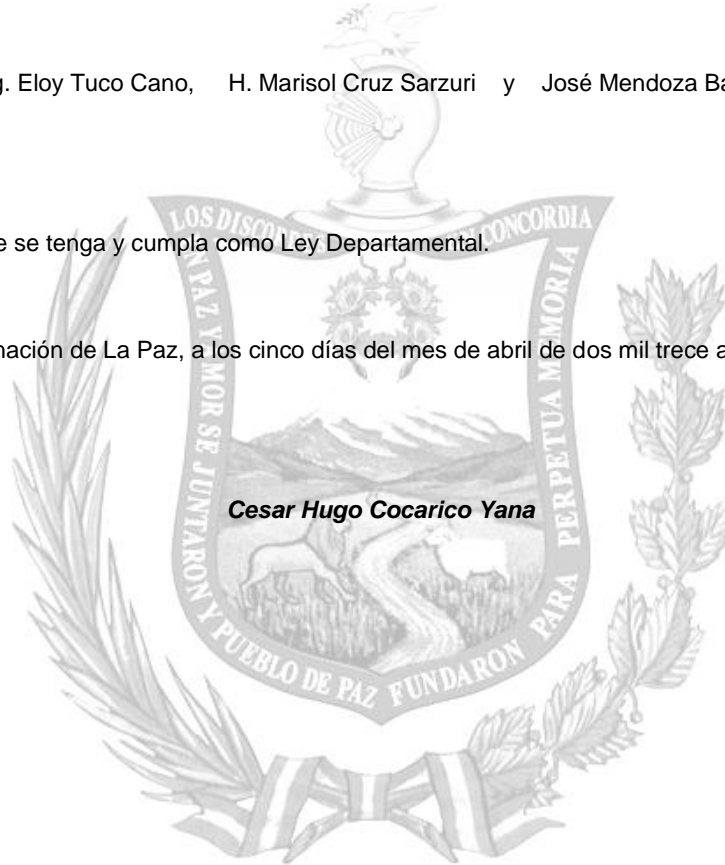 g. Eloy Tuco Cano, H. Marisol Cruz Sarzuri y José Mendoza Ba
e se tenga y cumpla como Ley Departamental.
nación de La Paz, a los cinco días del mes de abril de dos mil trece a
Cesar Hugo Cocarico Yana
LOS CONCORDIA
PAZ Y SE JUNTARON
Y PUEBLO DE PAZ FUNDARON
PARA PERPETUA MEMORIA